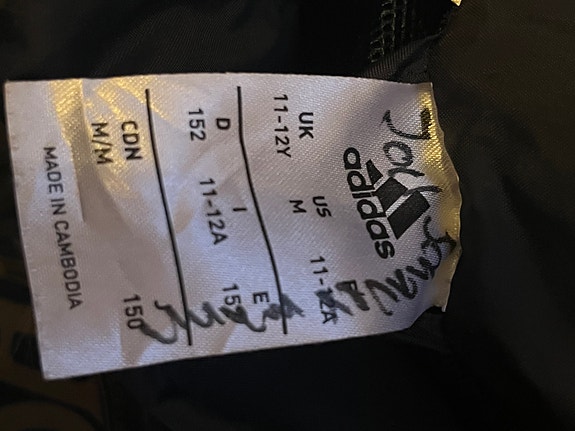 adidas
UK US F
11-12Y M 11-12A
D I E
152 11-12A 152
CDN 150
M/M
MADE IN CAMBODIA